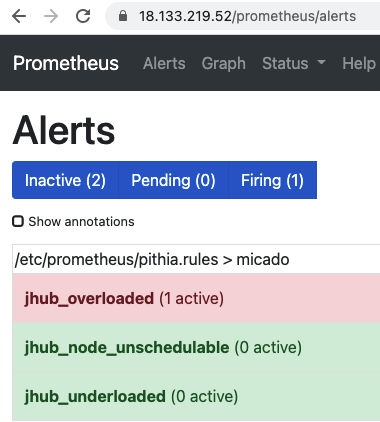 18.133.219.52/prometheus/alerts
Prometheus Alerts Graph Status Help
Alerts
Inactive (2) Pending (0) Firing (1)
Show annotations
/etc/prometheus/pithia.rules > micado
jhub_overloaded (1 active)
jhub_node_unschedulable (0 active)
jhub_underloaded (0 active)